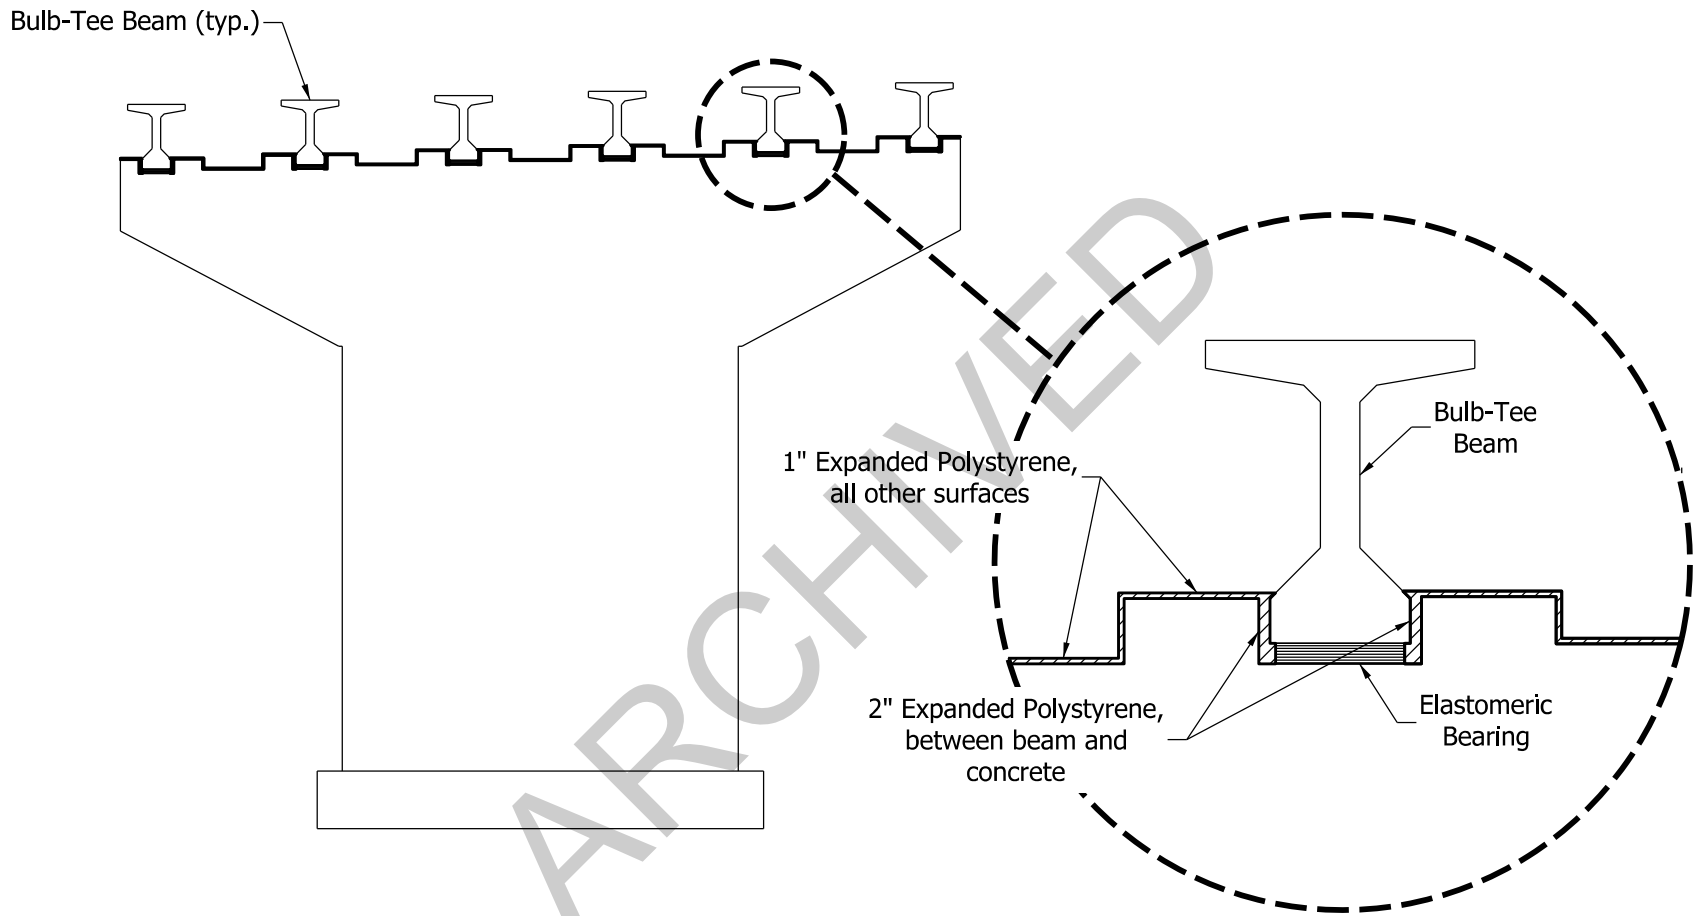 Bulb-Tee Beam (typ.)
ARCHIVED
Bulb-Tee
Beam
1" Expanded Polystyrene,
all other surfaces
2" Expanded Polystyrene,
between beam and
concrete
Elastomeric
Bearing